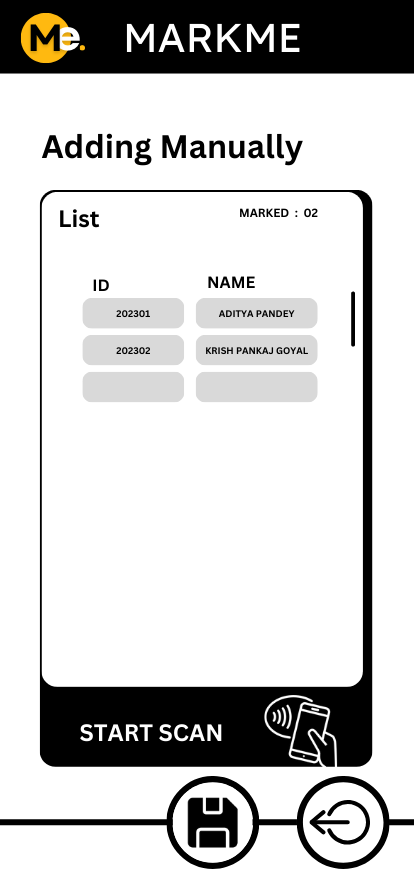 Me.
MARKME
Adding Manually
List
MARKED : 02
ID NAME
202301 ADITYA PANDEY
202302 KRISH PANKAJ GOYAL
START SCAN